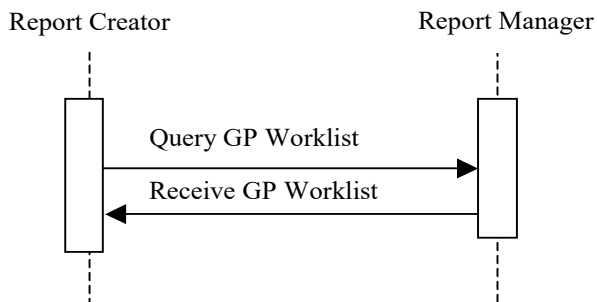 Report Creator
Report Manager
Query GP Worklist
Receive GP Worklist